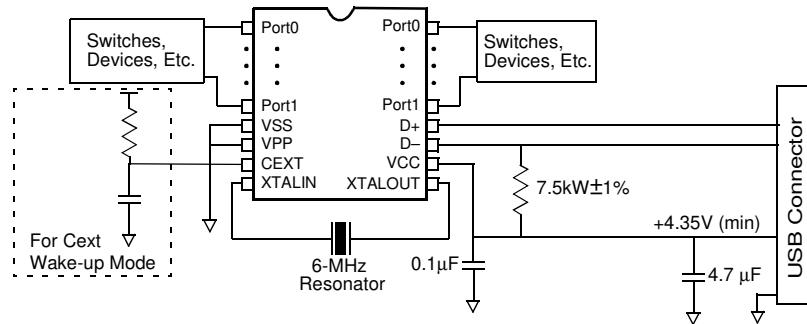 Switches,
Devices, Etc.
Port0
Port0
Switches,
Devices, Etc.
Port1
Port1
VSS
D+
VPP
D–
CEXT
VCC
XTALIN
XTALOUT
7.5kW±1%
For Cext
Wake-up Mode
6-MHz
Resonator
0.1µF
+4.35V (min)
4.7 µF
USB Connector